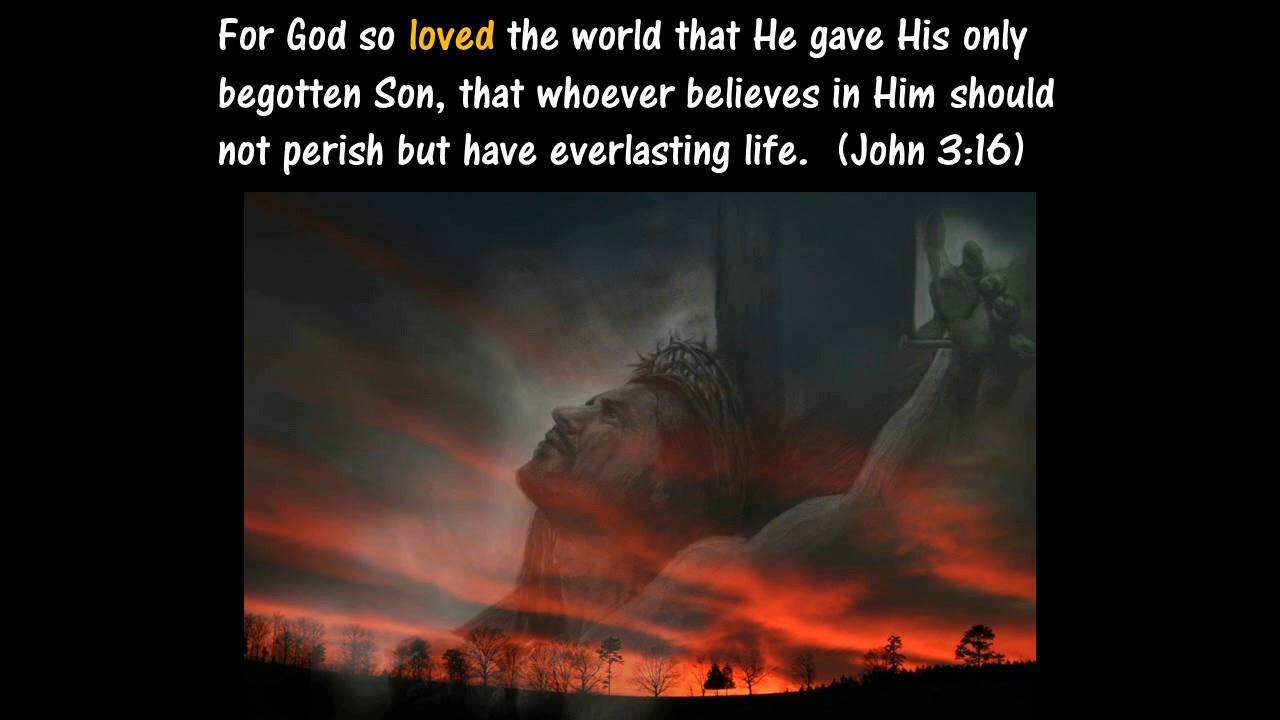 For God so loved the world that He gave His only
begotten Son, that whoever believes in Him should
not perish but have everlasting life.  (John 3:16)